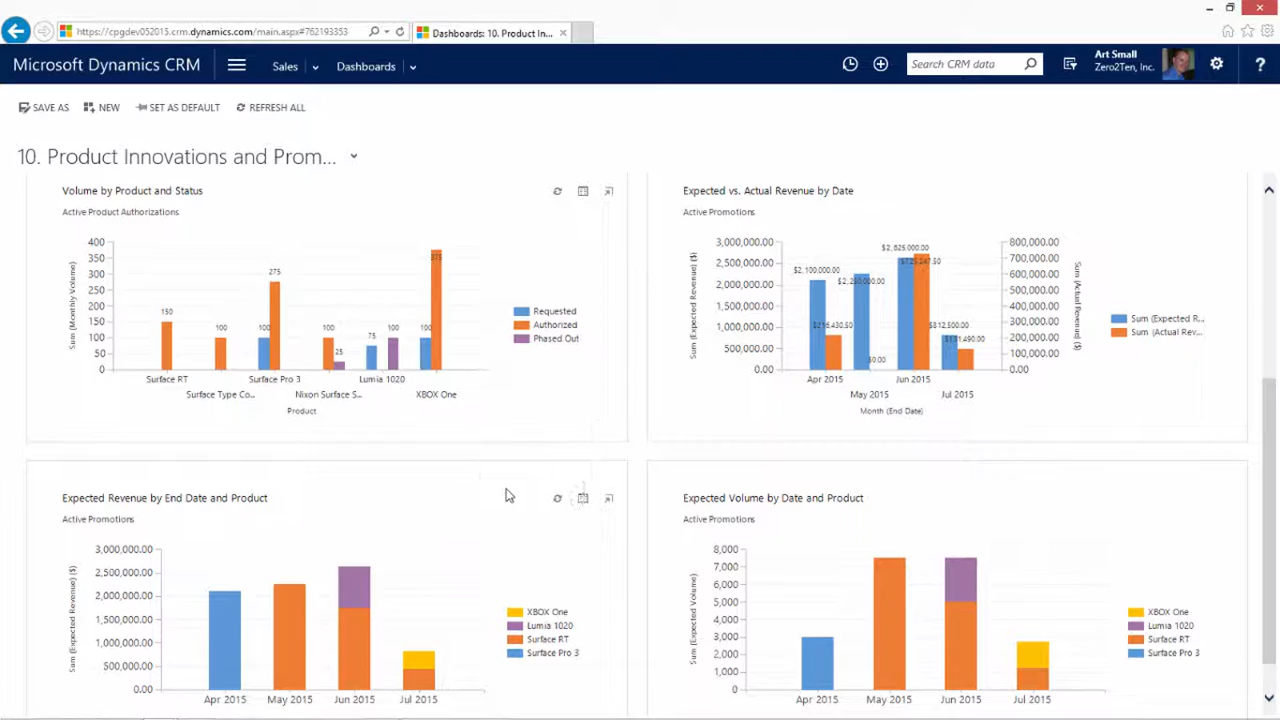 https://cpgdev052015.crm.dynamics.com/main.aspx#762193353
Dashboards: 10. Product In...
Microsoft Dynamics CRM
Sales
Dashboards
Search CRM data
Art Small
Zero2Ten, Inc.
?
SAVE AS
NEW
SET AS DEFAULT
REFRESH ALL
10. Product Innovations and Prom...
Volume by Product and Status
Active Product Authorizations
Sum (Monthly Volume)
400
350
300
250
200
150
100
50
0
150
100
100
275
100
25
75
100
100
375
Surface RT
Surface Type Co...
Surface Pro 3
Nixon Surface S...
Lumia 1020
XBOX One
Product
Requested
Authorized
Phased Out
Expected vs. Actual Revenue by Date
Active Promotions
Sum (Expected Revenue) ($)
3,000,000.00
2,500,000.00
2,000,000.00
1,500,000.00
1,000,000.00
500,000.00
0.00
$2,100,000.00
$2,250,000.00
$0.00
$2,625,000.00
$812,500.00
$131,490.00
800,000.00
700,000.00
600,000.00
500,000.00
400,000.00
300,000.00
200,000.00
100,000.00
0.00
Sum (Actual Revenue) ($)
Apr 2015
May 2015
Jun 2015
Jul 2015
Month (End Date)
Sum (Expected R...
Sum (Actual Rev...
Expected Revenue by End Date and Product
Active Promotions
Sum (Expected Revenue) ($)
3,000,000.00
2,500,000.00
2,000,000.00
1,500,000.00
1,000,000.00
500,000.00
0.00
Apr 2015
May 2015
Jun 2015
Jul 2015
XBOX One
Lumia 1020
Surface RT
Surface Pro 3
Expected Volume by Date and Product
Active Promotions
Sum (Expected Volume)
8,000
7,000
6,000
5,000
4,000
3,000
2,000
1,000
0
Apr 2015
May 2015
Jun 2015
Jul 2015
XBOX One
Lumia 1020
Surface RT
Surface Pro 3